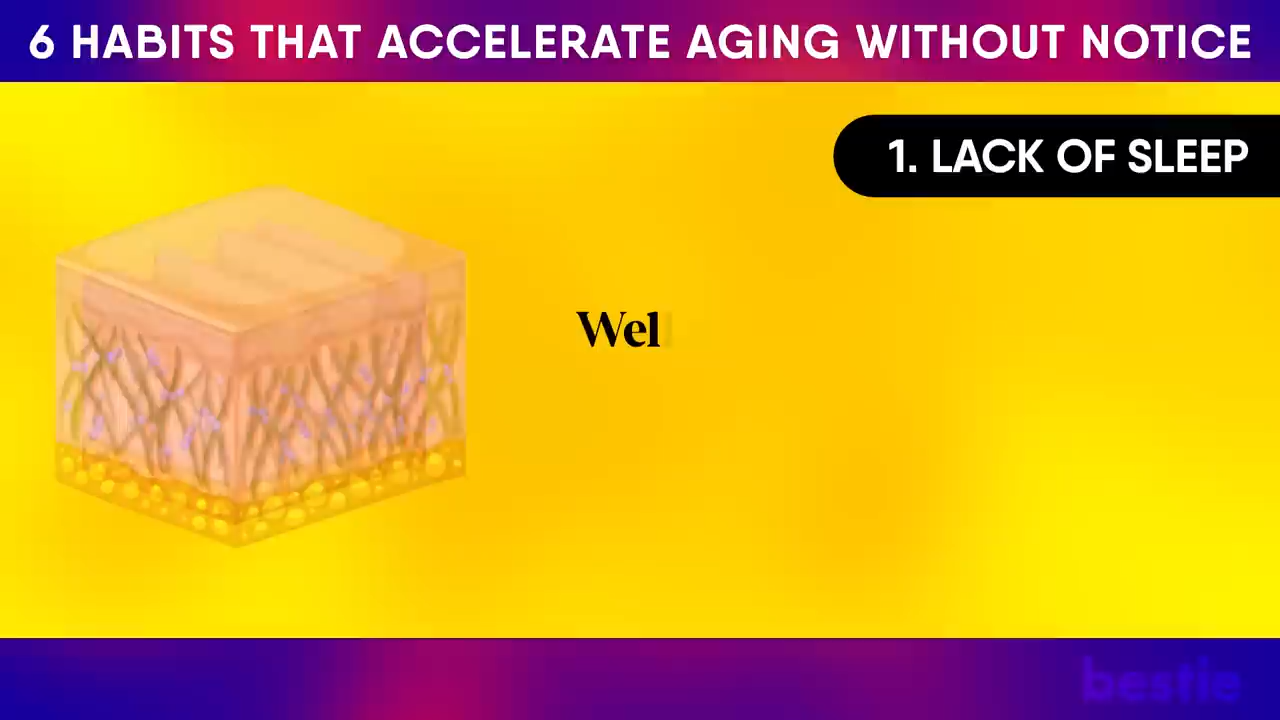 6 HABITS THAT ACCELERATE AGING WITHOUT NOTICE
1. LACK OF SLEEP
Wel
bestie